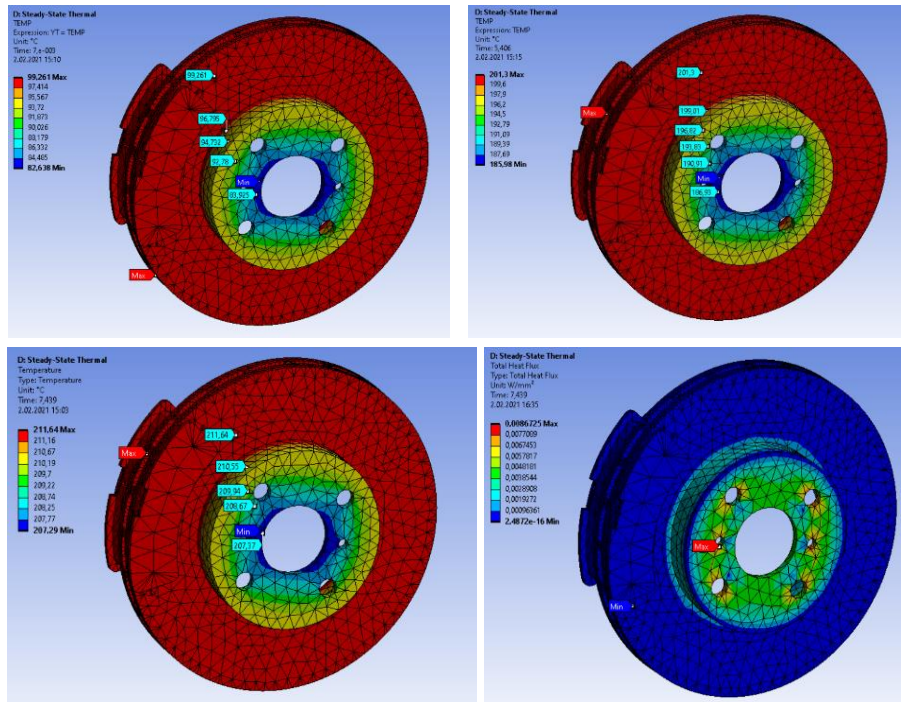 D: Steady-State Thermal
TEMP
Expression: YT = TEMP
Unit: °C
Time: 7,e-003
2.02.2021 15:10
99,261 Max
97,414
95,567
93,72
91,873
90,026
88,179
86,332
84,485
82,638 Min
99,261
96,795
94,752
92,78
Min
83,925
Max
D: Steady-State Thermal
TEMP
Expression: TEMP
Unit: °C
Time: 5,406
2.02.2021 15:15
201,3 Max
199,6
197,9
196,2
194,5
192,79
191,09
189,39
187,69
185,98 Min
201,3
Max
199,01
196,82
193,83
190,91
Min
186,93
D: Steady-State Thermal
Temperature
Type: Temperature
Unit: °C
Time: 7,439
2.02.2021 15:03
211,64 Max
211,16
210,67
210,19
209,7
209,22
208,74
208,25
207,77
207,29 Min
211,64
Max
210,55
209,94
208,67
Min
207,77
D: Steady-State Thermal
Total Heat Flux
Type: Total Heat Flux
Unit: W/mm²
Time: 7,439
2.02.2021 16:35
0,0086725 Max
0,0077089
0,0067453
0,0057817
0,0048181
0,0038544
0,0028908
0,0019272
0,00096361
2,4872e-16 Min
Max
Min